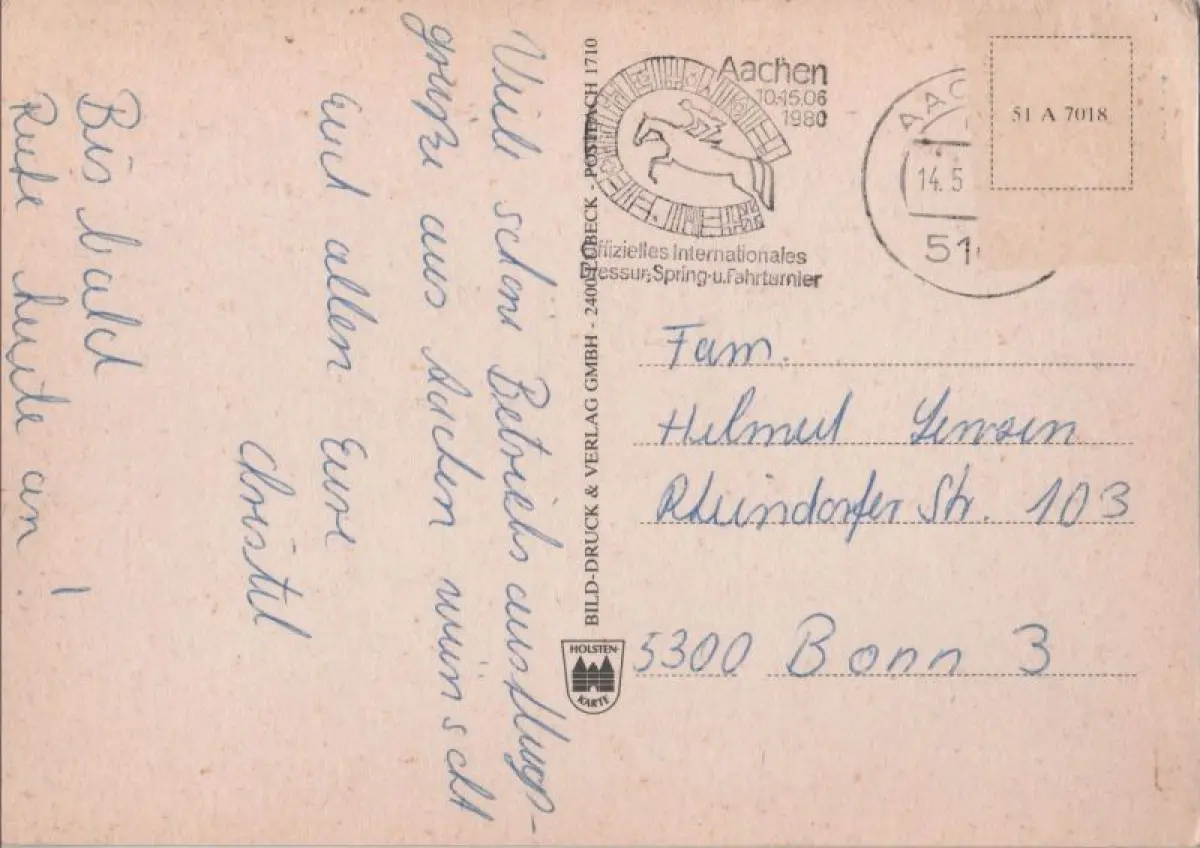 Viele schöne Betriebsausflugs-
grüße aus Aachen wünscht
Euch allen Eure
Christel
Bis bald
Rufe heute an!
BILD-DRUCK & VERLAG GMBH - 2400 LÜBECK - POSTFACH 1710
HOLSTEN-
KARTE
Aachen
10.-15.06
1980
Offizielles Internationales
Dressur-, Spring- u. Fahrturnier
AAC
14.5
51
51 A 7018
Fam.
Helmut Jensen
Rheindorfer Str. 103
5300 Bonn 3